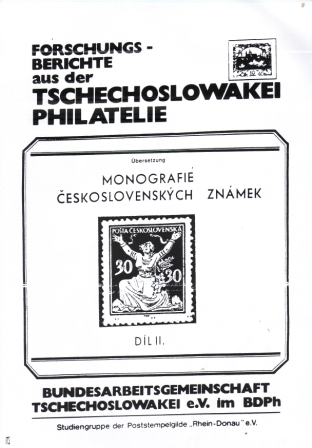 FORSCHUNGS -
BERICHTE
aus der
TSCHECHOSLOWAKEI
PHILATELIE
Übersetzung
MONOGRAFIÉ
ČESKOSLOVENSKÝCH ZNÁMEK
POŠTA ČESKOSLOVENSKÁ
30 30
DÍL II.
BUNDESARBEITSGEMEINSCHAFT
TSCHECHOSLOWAKEI e.V. im BDPh
Studiengruppe der Poststempelgilde „Rhein-Donau" e.V.